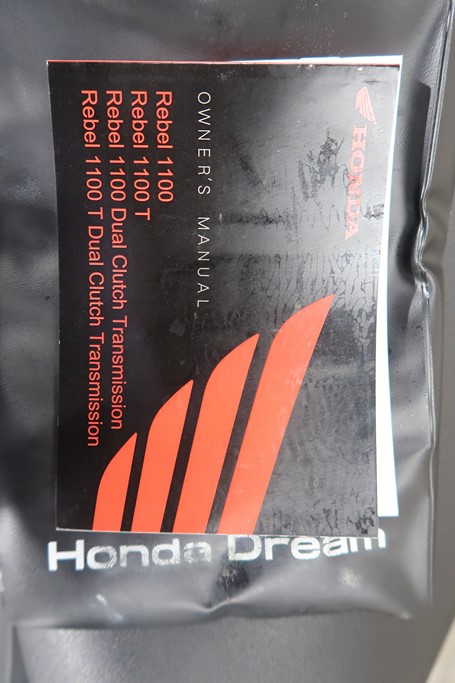 HONDA
OWNER'S MANUAL
Rebel 1100
Rebel 1100 T
Rebel 1100 Dual Clutch Transmission
Rebel 1100 T Dual Clutch Transmission
Honda Dream